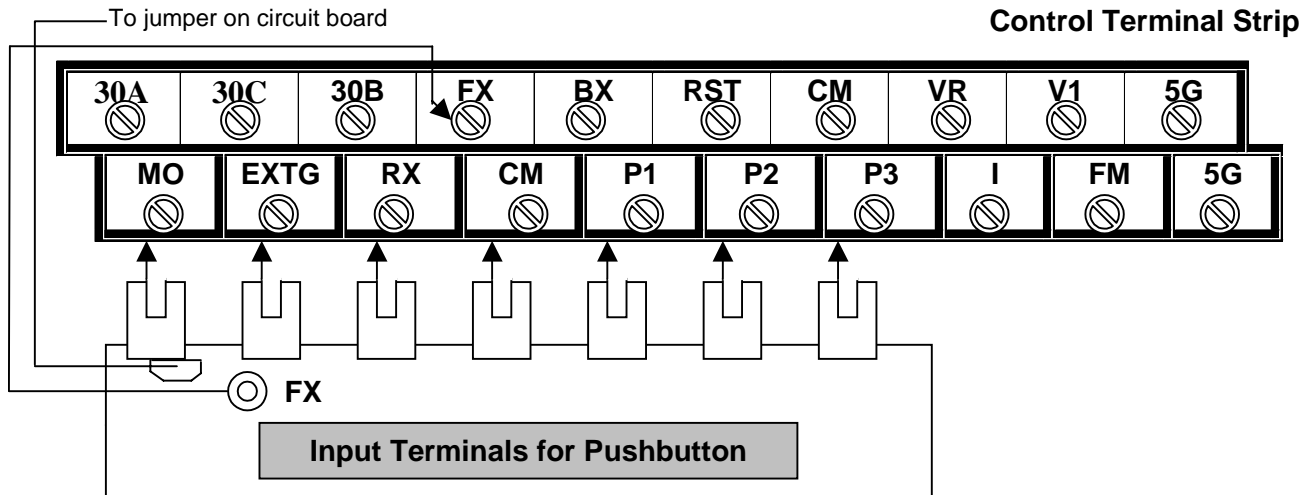 To jumper on circuit board
Control Terminal Strip
30A 30C 30B FX BX RST CM VR V1 5G
MO EXTG RX CM P1 P2 P3 I FM 5G
FX
Input Terminals for Pushbutton